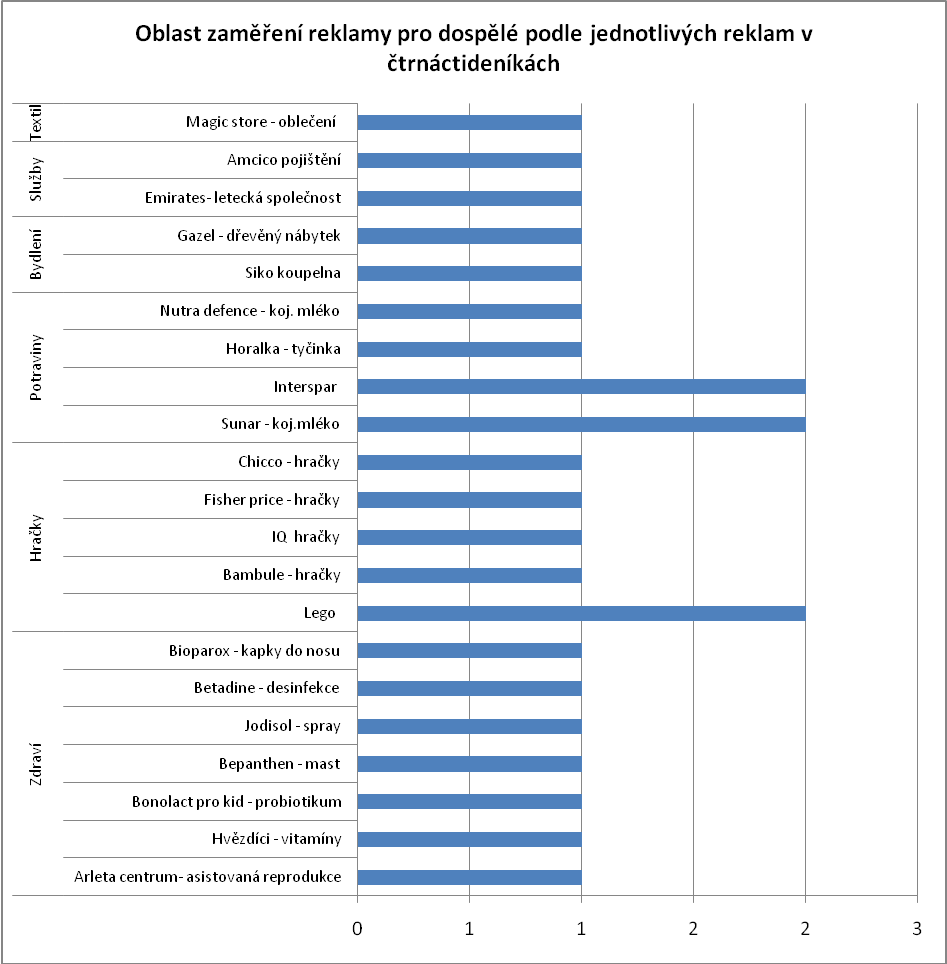 Oblast zaměření reklamy pro dospělé podle jednotlivých reklam v
čtrnáctideníkách
Textil
Magic store - oblečení
Služby
Amcico pojištění
Emirates- letecká společnost
Bydlení
Gazel - dřevěný nábytek
Siko koupelna
Potraviny
Nutra defence - koj. mléko
Horalka - tyčinka
Interspar
Sunar - koj.mléko
Hračky
Chicco - hračky
Fisher price - hračky
IQ hračky
Bambule - hračky
Lego
Zdraví
Bioparox - kapky do nosu
Betadine - desinfekce
Jodisol - spray
Bepanthen - mast
Bonolact pro kid - probiotikum
Hvězdíci - vitamíny
Arleta centrum- asistovaná reprodukce
0 1 1 2 2 3